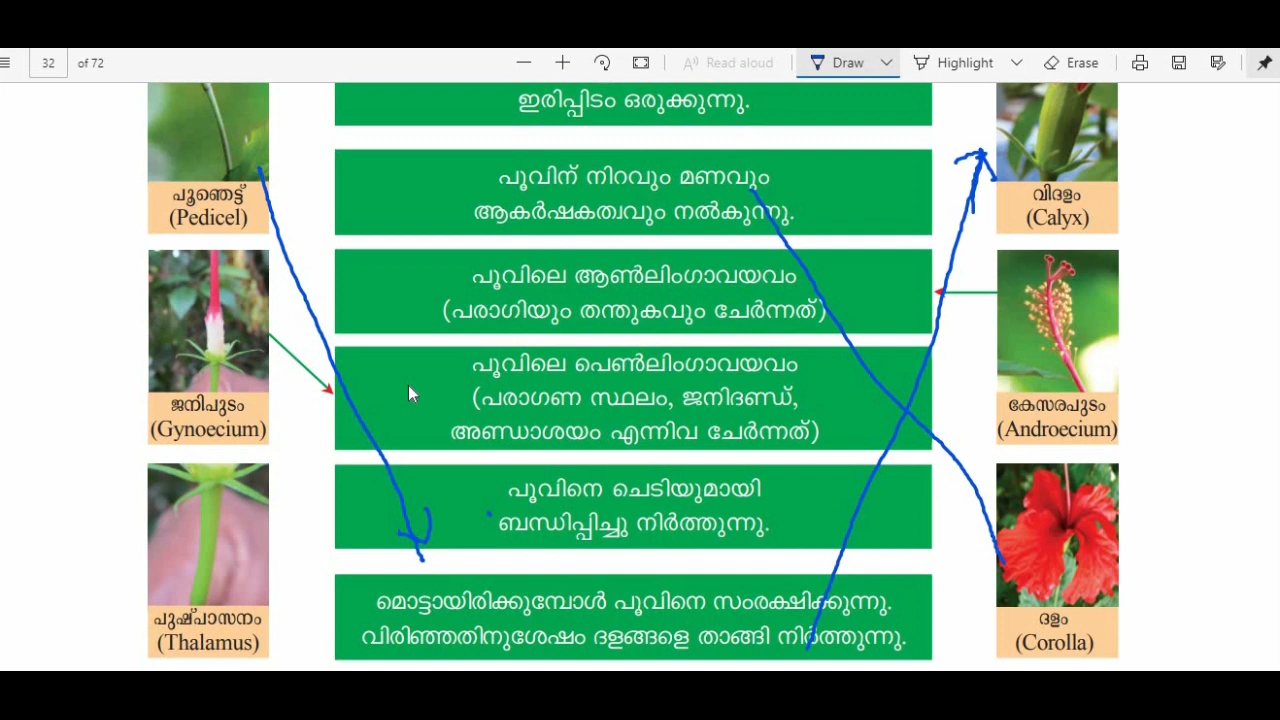 32 of 72
Read aloud
Draw
Highlight
Erase
ഇരിപ്പിടം ഒരുക്കുന്നു.
പൂവിന് നിറവും മണവും
ആകർഷകത്വവും നൽകുന്നു.
പൂഞെട്ട്
(Pedicel)
വിദളം
(Calyx)
പൂവിലെ ആൺലിംഗാവയവം
(പരാഗിയും തന്തുകവും ചേർന്നത്)
പൂവിലെ പെൺലിംഗാവയവം
(പരാഗണ സ്ഥലം, ജനിദണ്ഡ്,
അണ്ഡാശയം എന്നിവ ചേർന്നത്)
ജനിപുടം
(Gynoecium)
കേസരപുടം
(Androecium)
പൂവിനെ ചെടിയുമായി
ബന്ധിപ്പിച്ചു നിർത്തുന്നു.
മൊട്ടായിരിക്കുമ്പോൾ പൂവിനെ സംരക്ഷിക്കുന്നു.
വിരിഞ്ഞതിനുശേഷം ദളങ്ങളെ താങ്ങി നിർത്തുന്നു.
പുഷ്പാസനം
(Thalamus)
ദളം
(Corolla)